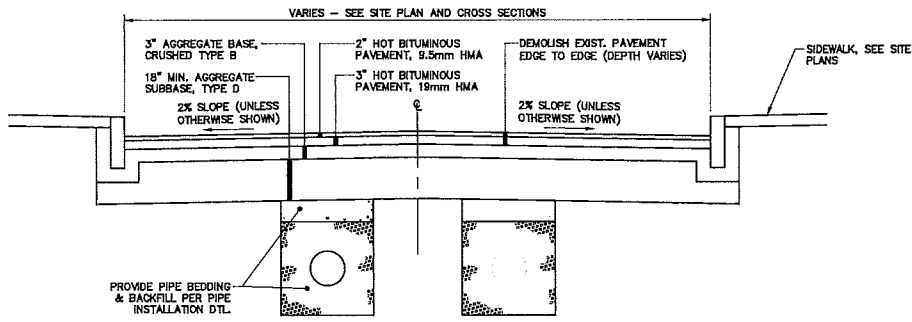 VARIES – SEE SITE PLAN AND CROSS SECTIONS
3" AGGREGATE BASE,
CRUSHED TYPE B
18" MIN. AGGREGATE
SUBBASE, TYPE D
2% SLOPE (UNLESS
OTHERWISE SHOWN)
2" HOT BITUMINOUS
PAVEMENT, 9.5mm HMA
3" HOT BITUMINOUS
PAVEMENT, 19mm HMA
℄
DEMOLISH EXIST. PAVEMENT
EDGE TO EDGE (DEPTH VARIES)
2% SLOPE (UNLESS
OTHERWISE SHOWN)
SIDEWALK, SEE SITE
PLANS
PROVIDE PIPE BEDDING
& BACKFILL PER PIPE
INSTALLATION DTL.